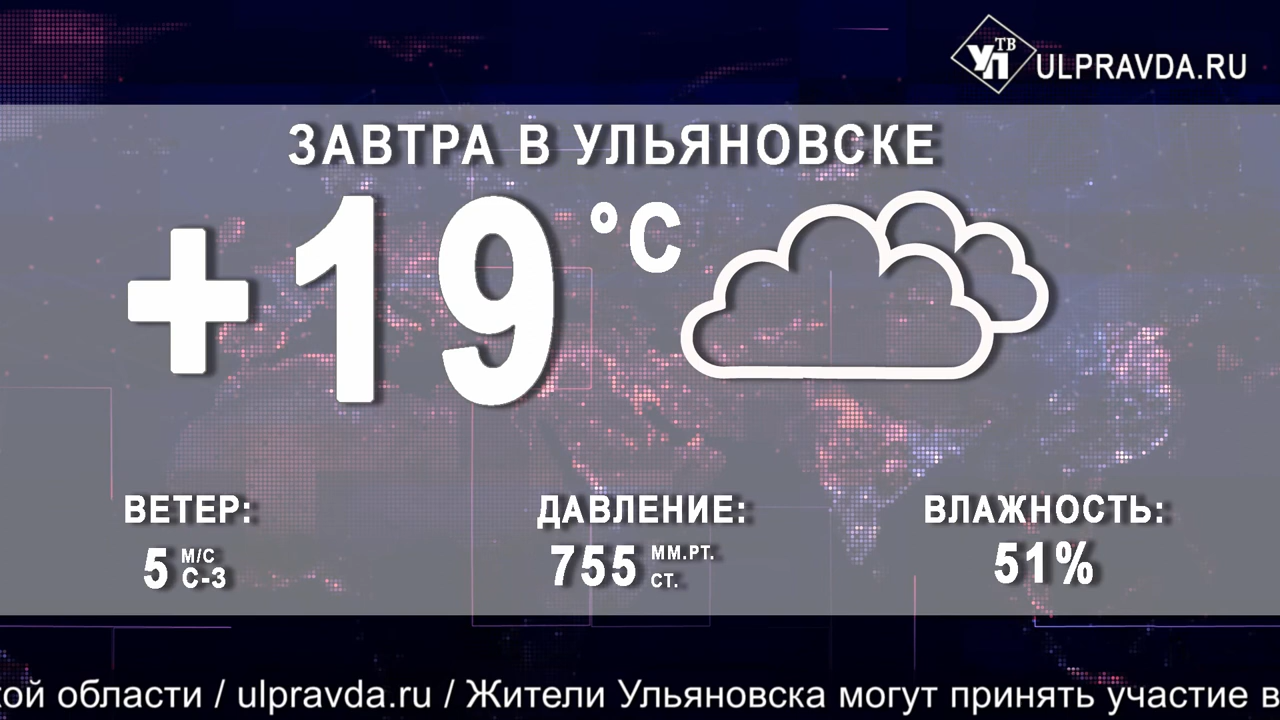 УП ТВ
ULPRAVDA.RU
ЗАВТРА В УЛЬЯНОВСКЕ
+19 °C
ВЕТЕР:
5 М/С
С-З
ДАВЛЕНИЕ:
755 ММ.РТ.
СТ.
ВЛАЖНОСТЬ:
51%
кой области / ulpravda.ru / Жители Ульяновска могут принять участие в